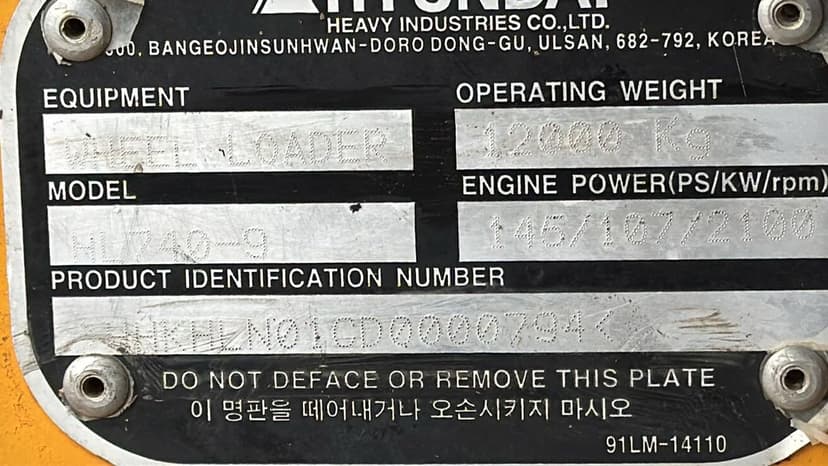 HYUNDAI
HEAVY INDUSTRIES CO.,LTD.
BANGEOJINSUNHWAN-DORO DONG-GU, ULSAN, 682-792, KOREA
EQUIPMENT
OPERATING WEIGHT
WHEEL LOADER
12000 Kg
MODEL
ENGINE POWER(PS/KW/rpm)
HL740-9
145/107/2100
PRODUCT IDENTIFICATION NUMBER
DO NOT DEFACE OR REMOVE THIS PLATE
이 명판을 떼어내거나 오손시키지 마시오
91LM-14110